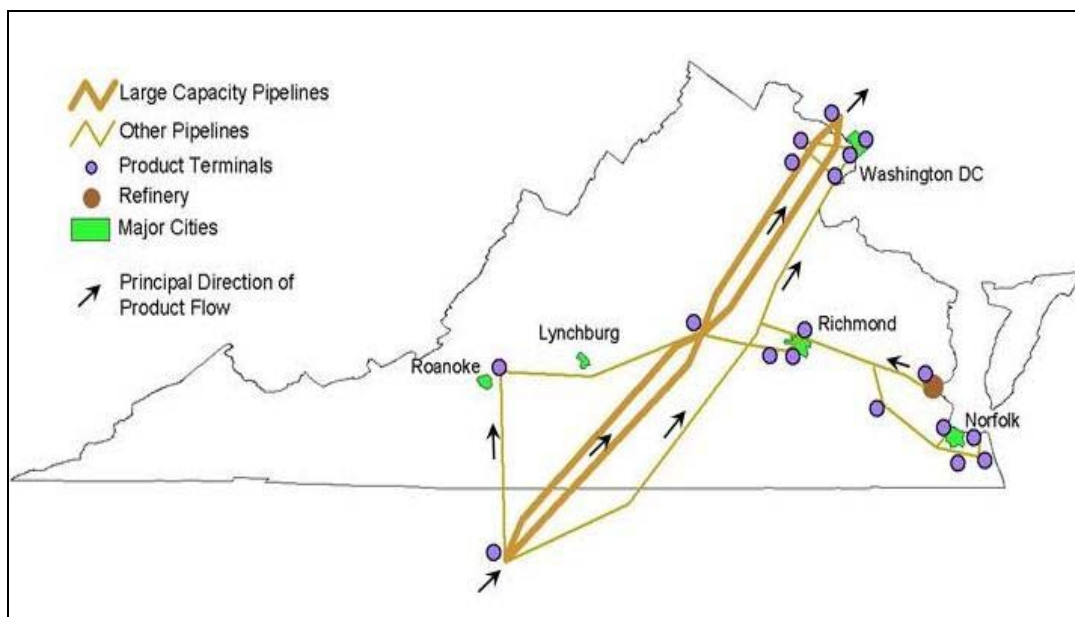 Large Capacity Pipelines
Other Pipelines
Product Terminals
Refinery
Major Cities
Principal Direction of
Product Flow
Washington DC
Richmond
Lynchburg
Roanoke
Norfolk